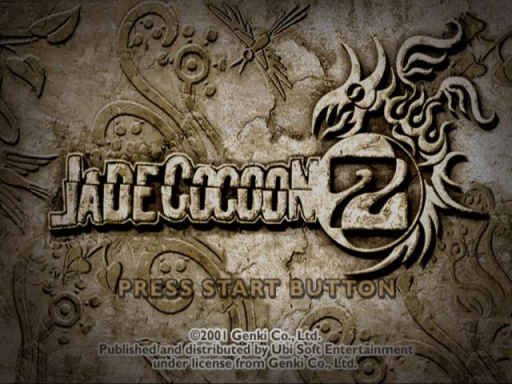 JADE COCOON 2
PRESS START BUTTON
©2001 Genki Co., Ltd.
Published and distributed by Ubi Soft Entertainment
under license from Genki Co., Ltd.